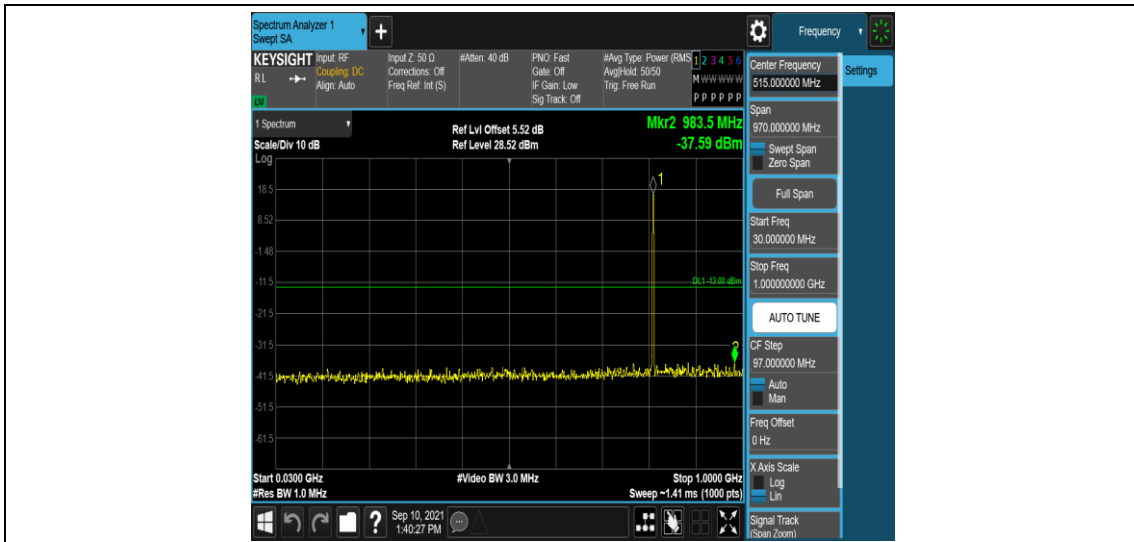 Spectrum Analyzer 1
Swept SA
+
Frequency
KEYSIGHT
RL
LXI
Input: RF
Coupling: DC
Align: Auto
Input Z: 50 Ω
Corrections: Off
Freq Ref: Int (S)
#Atten: 40 dB
PNO: Fast
Gate: Off
IF Gain: Low
Sig Track: Off
#Avg Type: Power (RMS
Avg|Hold: 50/50
Trig: Free Run
1 2 3 4 5 6
M W W W W W
P P P P P P
1 Spectrum
Scale/Div 10 dB
Ref Lvl Offset 5.52 dB
Ref Level 28.52 dBm
Mkr2 983.5 MHz
-37.59 dBm
Log
18.5
8.52
-1.48
-11.5
-21.5
-31.5
-41.5
-51.5
-61.5
1
DL1 -13.00 dBm
2
Start 0.0300 GHz
#Res BW 1.0 MHz
#Video BW 3.0 MHz
Stop 1.0000 GHz
Sweep ~1.41 ms (1000 pts)
Sep 10, 2021
1:40:27 PM
?
Center Frequency
515.000000 MHz
Settings
Span
970.000000 MHz
Swept Span
Zero Span
Full Span
Start Freq
30.000000 MHz
Stop Freq
1.000000000 GHz
AUTO TUNE
CF Step
97.000000 MHz
Auto
Man
Freq Offset
0 Hz
X Axis Scale
Log
Lin
Signal Track
(Span Zoom)